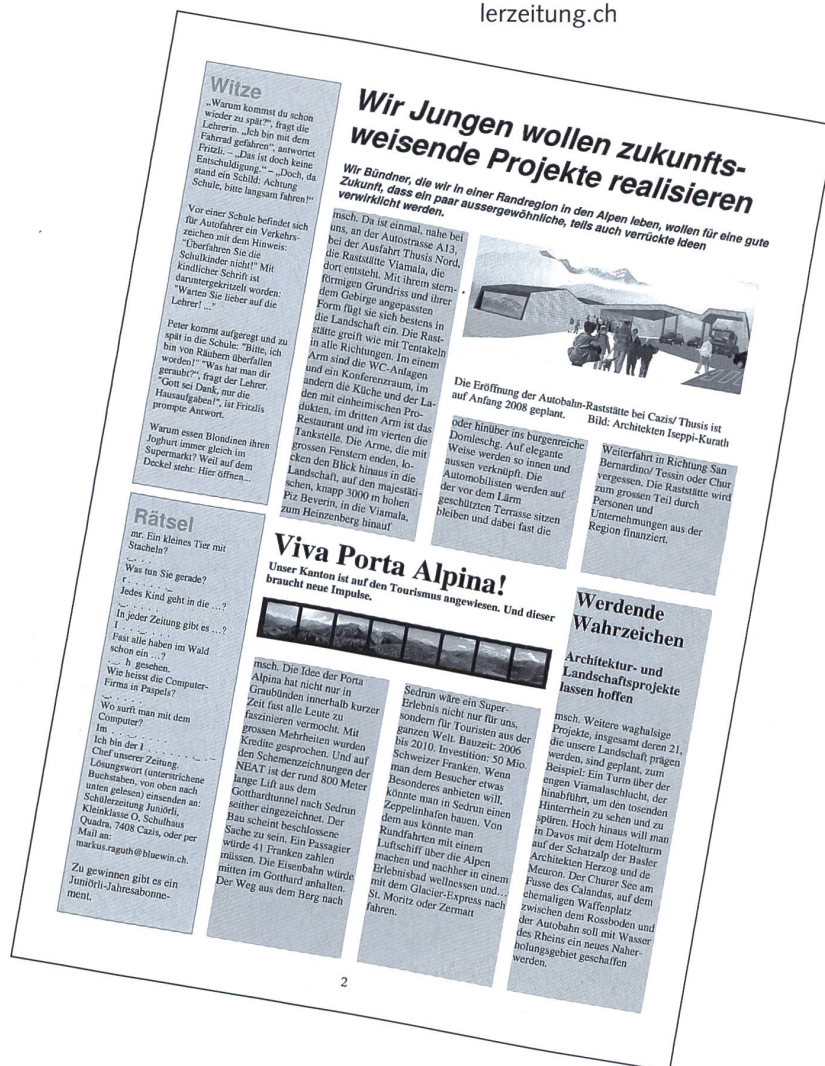 lerzeitung.ch
Witze
„Warum kommst du schon
wieder zu spät?“, fragt die
Lehrerin. „Ich bin mit dem
Fahrrad gefahren“, antwortet
Fritzli. – „Das ist doch keine
Entschuldigung.“ – „Doch, da
stand ein Schild: Achtung
Schule, bitte langsam fahren!“
Vor einer Schule befindet sich
für Autofahrer ein Verkehrs-
zeichen mit dem Hinweis:
"Überfahren Sie die
Schulkinder nicht!" Mit
kindlicher Schrift ist
daruntergekritzelt worden:
"Warten Sie lieber auf die
Lehrer! ..."
Peter kommt aufgeregt und zu
spät in die Schule: "Bitte, ich
bin von Räubern überfallen
worden!" "Was hat man dir
geraubt?", fragt der Lehrer.
"Gott sei Dank, nur die
Hausaufgaben!", ist Fritzlis
prompte Antwort.
Warum essen Blondinen ihren
Joghurt immer gleich im
Supermarkt? Weil auf dem
Deckel steht: Hier öffnen...
Rätsel
mr. Ein kleines Tier mit
Stacheln?
_ . . .
Was tun Sie gerade?
r . . . . _
Jedes Kind geht in die ...?
_ . . . . .
In jeder Zeitung gibt es ...?
I . . . . . .
Fast alle haben im Wald
schon ein ...?
. _ h gesehen.
Wie heisst die Computer-
Firma in Paspels?
_ . . . .
Wo surft man mit dem
Computer?
Im . . . . . . . .
Ich bin der I . . . . . . . . .
Chef unserer Zeitung.
Lösungswort (unterstrichene
Buchstaben, von oben nach
unten gelesen) einsenden an:
Schülerzeitung Juniörli,
Kleinklasse O, Schulhaus
Quadra, 7408 Cazis, oder per
Mail an:
markus.raguth@bluewin.ch.
Zu gewinnen gibt es ein
Juniörli-Jahresabonne-
ment.
Wir Jungen wollen zukunfts-
weisende Projekte realisieren
Wir Bündner, die wir in einer Randregion in den Alpen leben, wollen für eine gute
Zukunft, dass ein paar aussergewöhnliche, teils auch verrückte Ideen
verwirklicht werden.
msch. Da ist einmal, nahe bei
uns, an der Autostrasse A13,
bei der Ausfahrt Thusis Nord,
die Raststätte Viamala, die
dort entsteht. Mit ihrem stern-
förmigen Grundriss und ihrer
dem Gebirge angepassten
Form fügt sie sich bestens in
die Landschaft ein. Die Rast-
stätte greift wie mit Tentakeln
in alle Richtungen. Im einem
Arm sind die WC-Anlagen
und ein Konferenzraum, im
andern die Küche und der La-
den mit einheimischen Pro-
dukten, im dritten Arm ist das
Restaurant und im vierten die
Tankstelle. Die Arme, die mit
grossen Fenstern enden, lo-
cken den Blick hinaus in die
Landschaft, auf den majestäti-
schen, knapp 3000 m hohen
Piz Beverin, in die Viamala,
zum Heinzenberg hinauf
Die Eröffnung der Autobahn-Raststätte bei Cazis/ Thusis ist
auf Anfang 2008 geplant. Bild: Architekten Iseppi-Kurath
oder hinüber ins burgenreiche
Domleschg. Auf elegante
Weise werden so innen und
aussen verknüpft. Die
Automobilisten werden auf
der vor dem Lärm
geschützten Terrasse sitzen
bleiben und dabei fast die
Weiterfahrt in Richtung San
Bernardino/ Tessin oder Chur
vergessen. Die Raststätte wird
zum grossen Teil durch
Personen und
Unternehmungen aus der
Region finanziert.
Viva Porta Alpina!
Unser Kanton ist auf den Tourismus angewiesen. Und dieser
braucht neue Impulse.
msch. Die Idee der Porta
Alpina hat nicht nur in
Graubünden innerhalb kurzer
Zeit fast alle Leute zu
faszinieren vermocht. Mit
grossen Mehrheiten wurden
Kredite gesprochen. Und auf
den Schemenzeichnungen der
NEAT ist der rund 800 Meter
lange Lift aus dem
Gotthardtunnel nach Sedrun
seither eingezeichnet. Der
Bau scheint beschlossene
Sache zu sein. Ein Passagier
würde 41 Franken zahlen
müssen. Die Eisenbahn würde
mitten im Gotthard anhalten.
Der Weg aus dem Berg nach
Sedrun wäre ein Super-
Erlebnis nicht nur für uns,
sondern für Touristen aus der
ganzen Welt. Bauzeit: 2006
bis 2010. Investition: 50 Mio.
Schweizer Franken. Wenn
man dem Besucher etwas
Besonderes anbieten will,
könnte man in Sedrun einen
Zeppelinhafen bauen. Von
dem aus könnte man
Rundfahrten mit einem
Luftschiff über die Alpen
machen und nachher in einem
Erlebnisbad wellnessen und...
mit dem Glacier-Express nach
St. Moritz oder Zermatt
fahren.
Werdende
Wahrzeichen
Architektur- und
Landschaftsprojekte
lassen hoffen
msch. Weitere waghalsige
Projekte, insgesamt deren 21,
die unsere Landschaft prägen
werden, sind geplant, zum
Beispiel: Ein Turm über der
engen Viamalaschlucht, der
hinabführt, um den tosenden
Hinterrhein zu sehen und zu
spüren. Hoch hinaus will man
in Davos mit dem Hotelturm
auf der Schatzalp der Basler
Architekten Herzog und de
Meuron. Der Churer See am
Fusse des Calandas, auf dem
ehemaligen Waffenplatz
zwischen dem Rossboden und
der Autobahn soll mit Wasser
des Rheins ein neues Naher-
holungsgebiet geschaffen
werden.
2